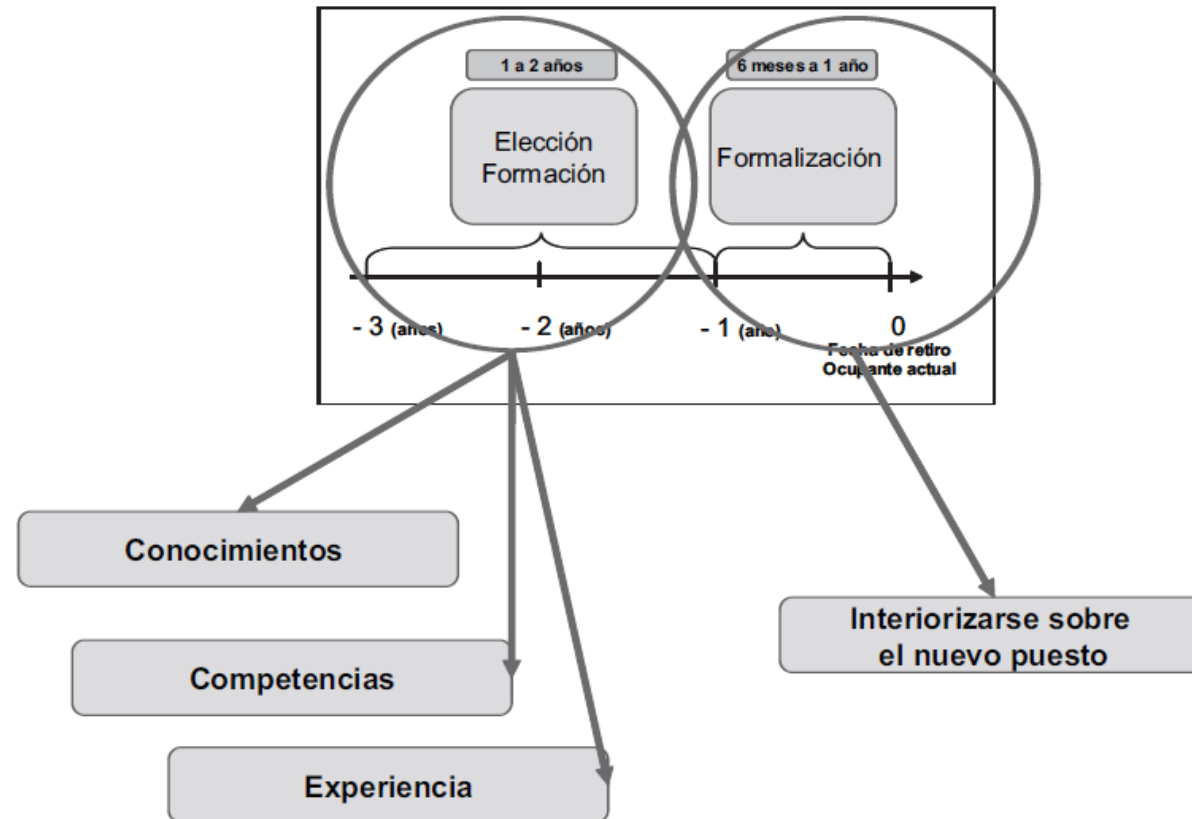 1 a 2 años
6 meses a 1 año
Elección
Formación
Formalización
- 3 (años)
- 2 (años)
- 1 (año)
0
Fecha de retiro
Ocupante actual
Conocimientos
Competencias
Experiencia
Interiorizarse sobre
el nuevo puesto